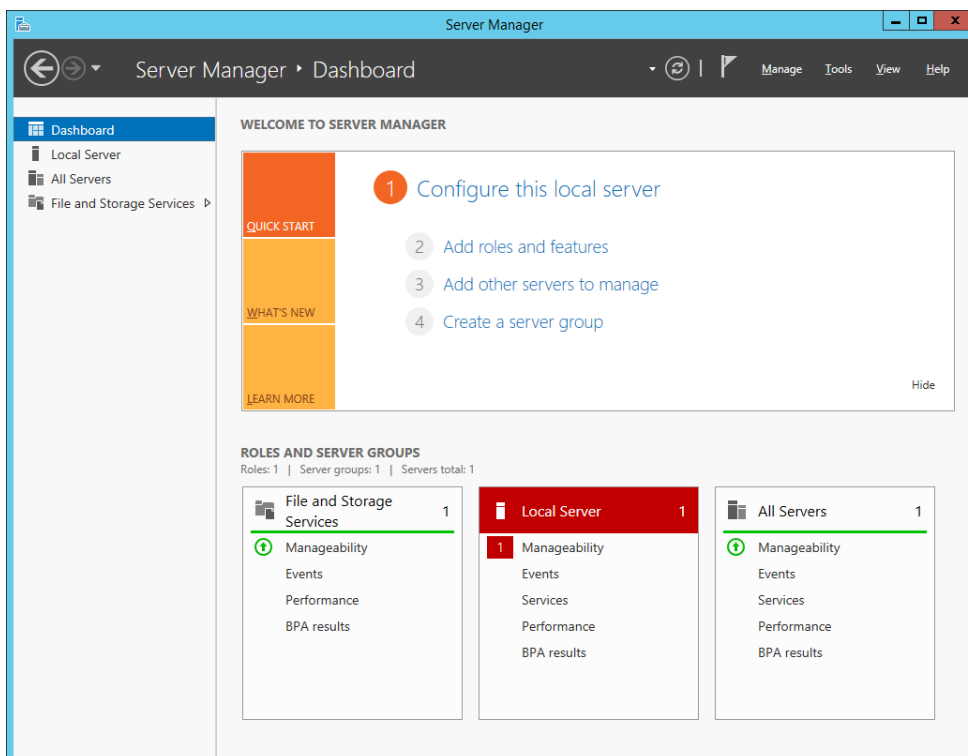 Server Manager
Server Manager ‣ Dashboard
Manage Tools View Help
Dashboard
Local Server
All Servers
File and Storage Services
WELCOME TO SERVER MANAGER
QUICK START
WHAT'S NEW
LEARN MORE
1 Configure this local server
2 Add roles and features
3 Add other servers to manage
4 Create a server group
Hide
ROLES AND SERVER GROUPS
Roles: 1 | Server groups: 1 | Servers total: 1
File and Storage
Services 1
Manageability
Events
Performance
BPA results
Local Server 1
1 Manageability
Events
Services
Performance
BPA results
All Servers 1
Manageability
Events
Services
Performance
BPA results